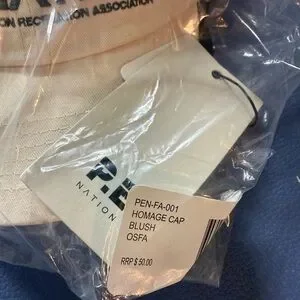 ON RECREATION ASSOCIATION
P.E
NATION
PEN-FA-001
HOMAGE CAP
BLUSH
OSFA
RRP $ 50.00